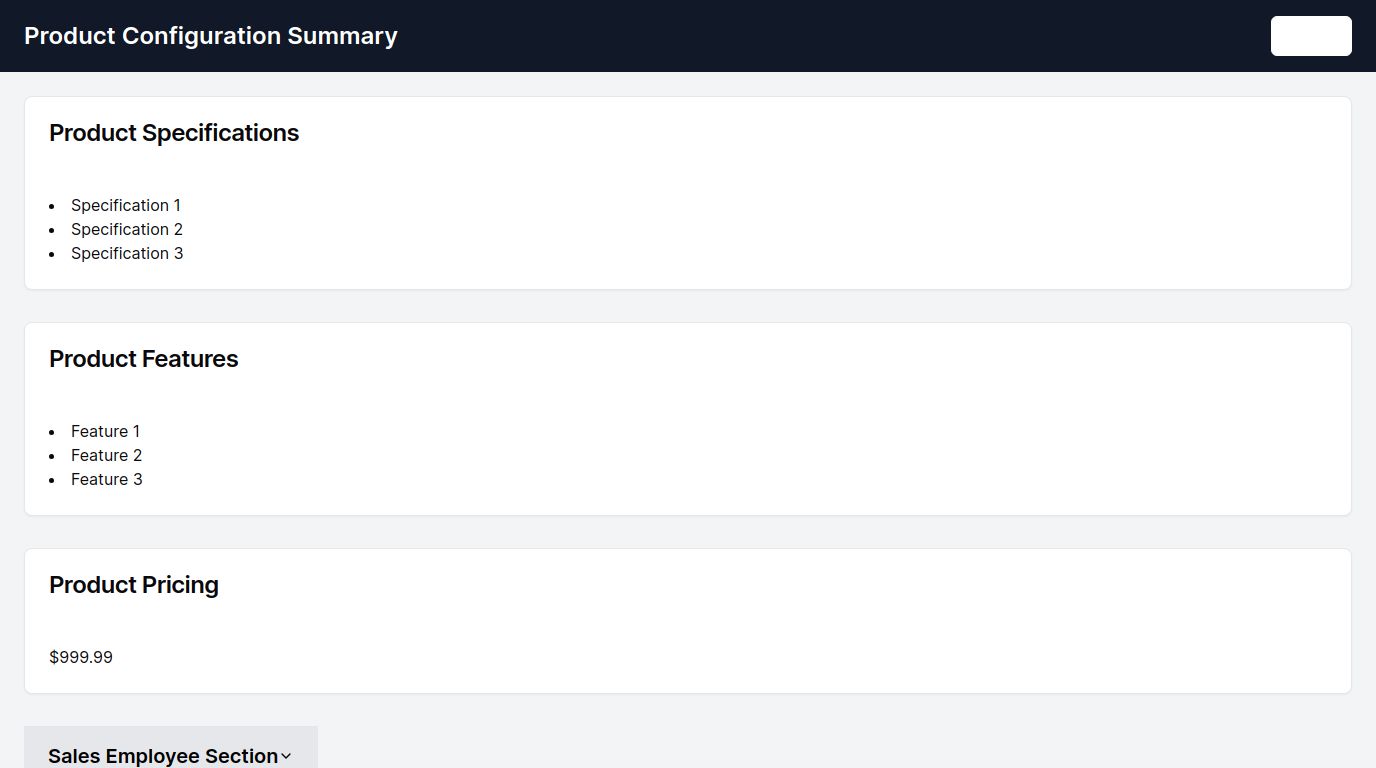 Product Configuration Summary
Product Specifications
Specification 1
Specification 2
Specification 3
Product Features
Feature 1
Feature 2
Feature 3
Product Pricing
$999.99
Sales Employee Section